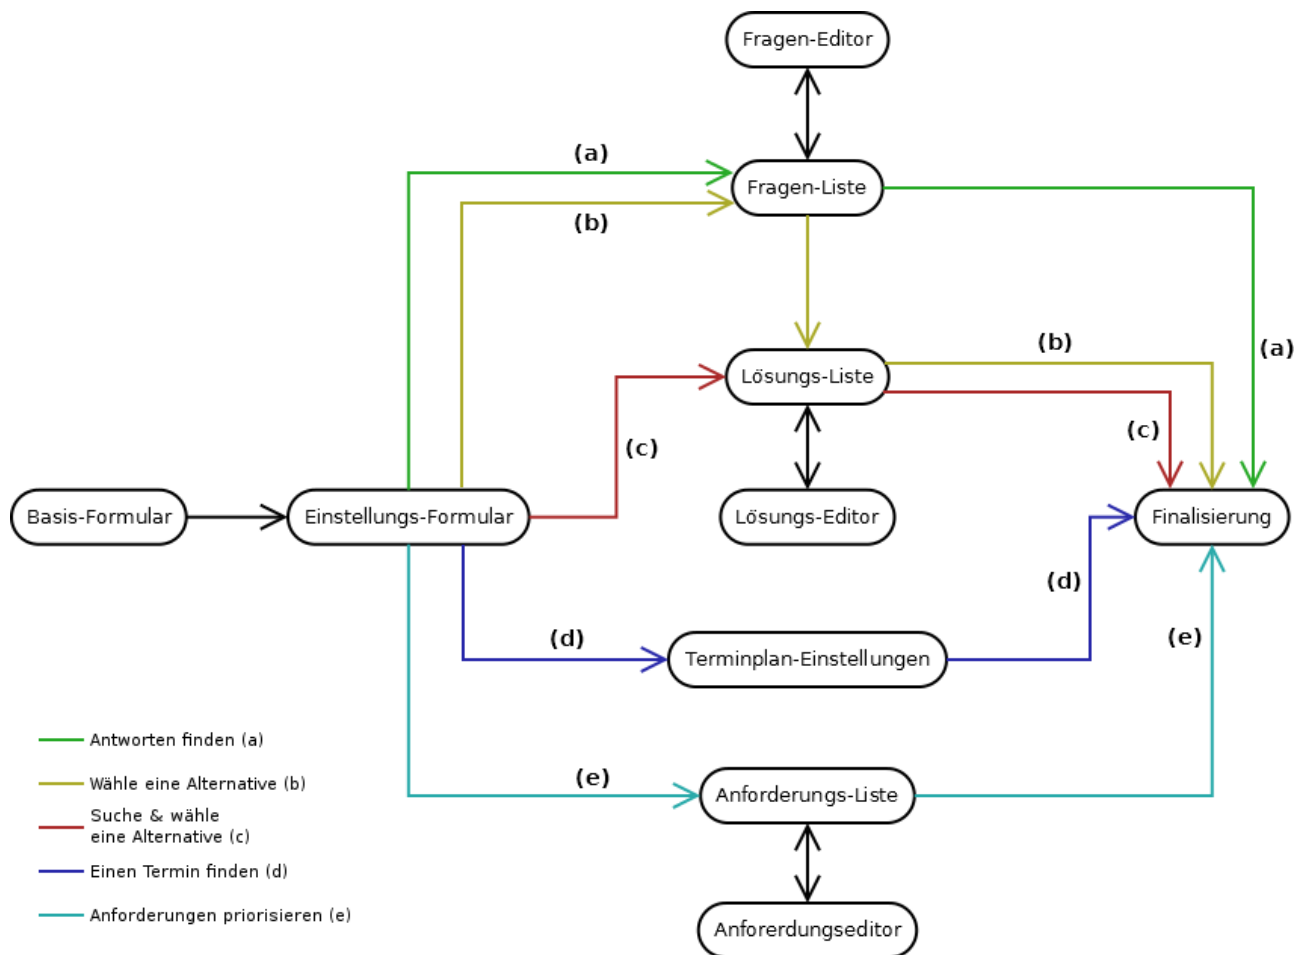 Fragen-Editor
(a)
Fragen-Liste
(b)
(b)
(a)
Lösungs-Liste
(c)
(c)
Basis-Formular
Einstellungs-Formular
Lösungs-Editor
Finalisierung
(d)
(d)
(e)
Terminplan-Einstellungen
Antworten finden (a)
Wähle eine Alternative (b)
(e)
Anforderungs-Liste
Suche & wähle
eine Alternative (c)
Einen Termin finden (d)
Anforderungen priorisieren (e)
Anforerdungseditor